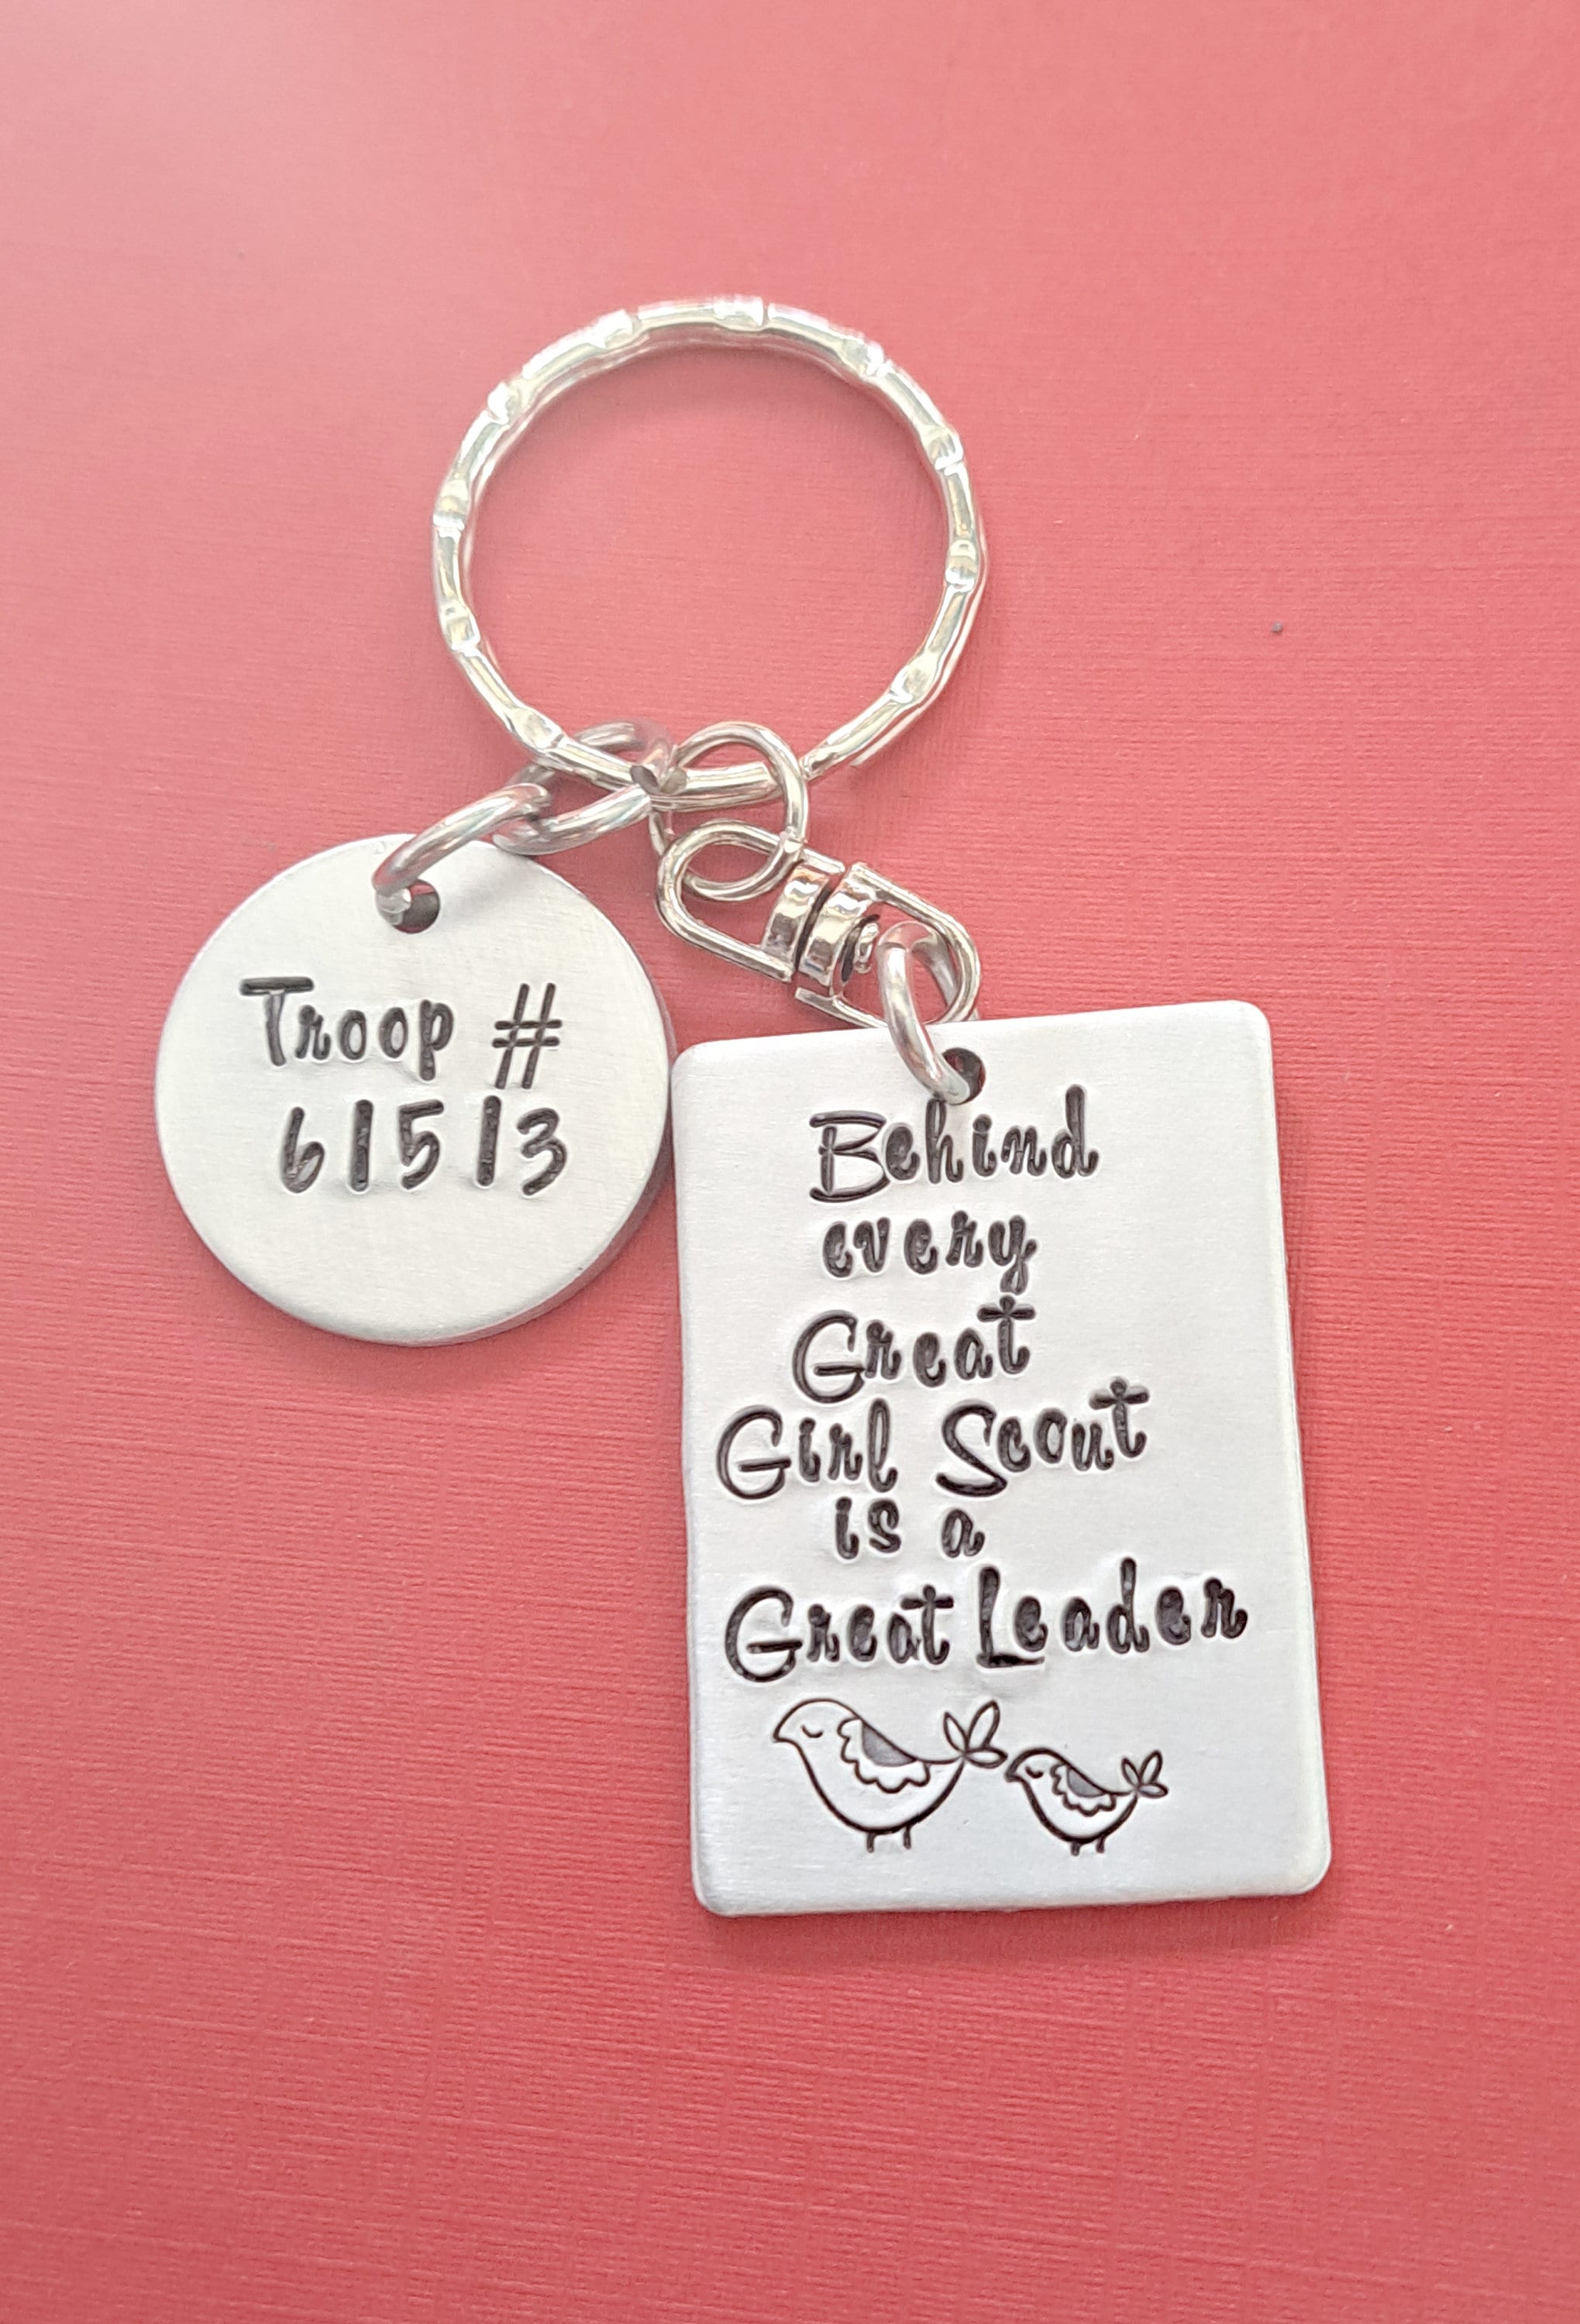 Troop #
61513
Behind
every
Great
Girl Scout
is a
Great Leader